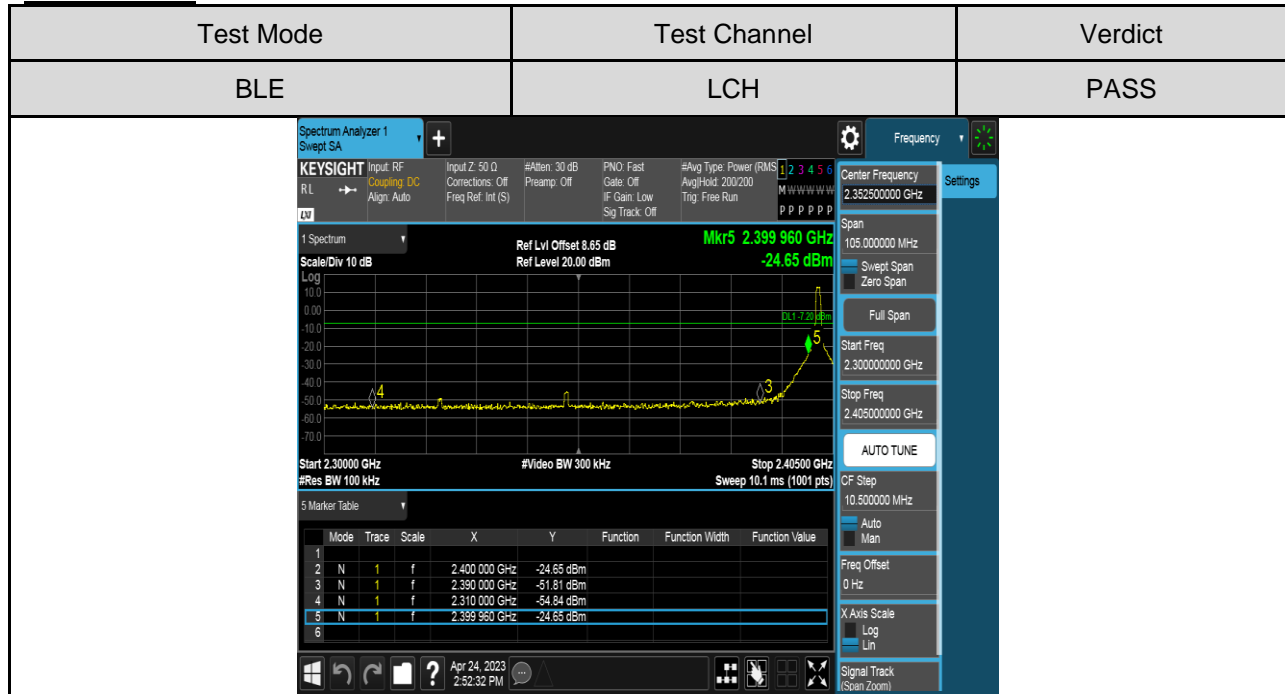 Test Mode Test Channel Verdict
BLE LCH PASS
Spectrum Analyzer 1
Swept SA
+
Frequency
KEYSIGHT Input: RF Input Z: 50 Ω #Atten: 30 dB PNO: Fast #Avg Type: Power (RMS 1 2 3 4 5 6
RL Coupling: DC Corrections: Off Preamp: Off Gate: Off Avg|Hold: 200/200 M W W W W W
Align: Auto Freq Ref: Int (S) IF Gain: Low Trig: Free Run
LXI Sig Track: Off P P P P P P
1 Spectrum
Ref Lvl Offset 8.65 dB
Mkr5 2.399 960 GHz
Scale/Div 10 dB Ref Level 20.00 dBm -24.65 dBm
Log
10.0
0.00
DL1 -7.20 dBm
-10.0
-20.0
5
-30.0
-40.0
4
3
-50.0
-60.0
-70.0
Start 2.30000 GHz #Video BW 300 kHz Stop 2.40500 GHz
#Res BW 100 kHz Sweep 10.1 ms (1001 pts)
5 Marker Table
Mode Trace Scale X Y Function Function Width Function Value
1
2 N 1 f 2.400 000 GHz -24.65 dBm
3 N 1 f 2.390 000 GHz -51.81 dBm
4 N 1 f 2.310 000 GHz -54.84 dBm
5 N 1 f 2.399 960 GHz -24.65 dBm
6
Apr 24, 2023
2:52:32 PM
?
Center Frequency
2.352500000 GHz
Settings
Span
105.000000 MHz
Swept Span
Zero Span
Full Span
Start Freq
2.300000000 GHz
Stop Freq
2.405000000 GHz
AUTO TUNE
CF Step
10.500000 MHz
Auto
Man
Freq Offset
0 Hz
X Axis Scale
Log
Lin
Signal Track
(Span Zoom)